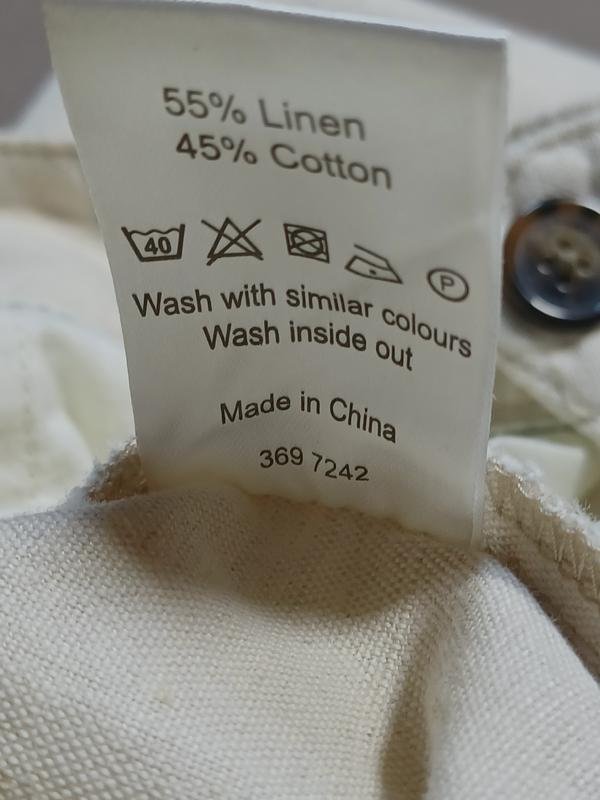 55% Linen
45% Cotton
40 P
Wash with similar colours
Wash inside out
Made in China
369 7242